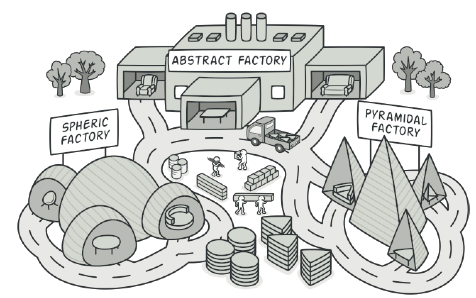 ABSTRACT FACTORY
SPHERIC
FACTORY
PYRAMIDAL
FACTORY